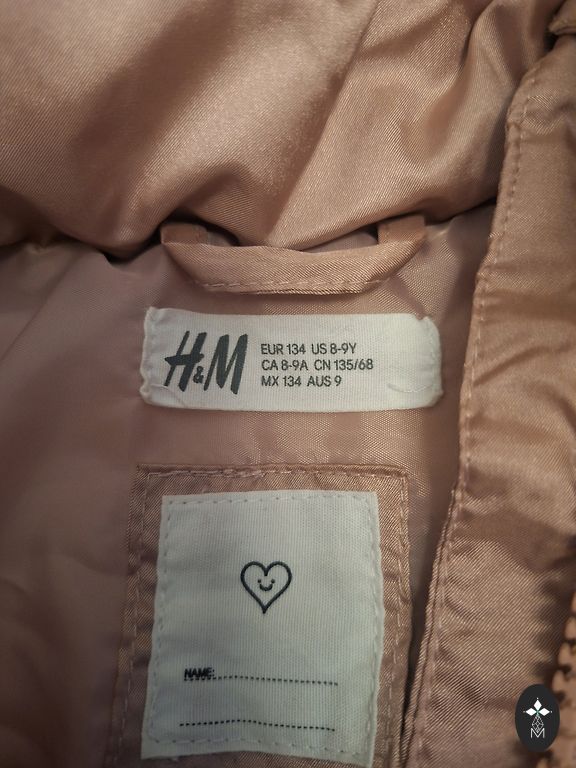 H&M
EUR 134 US 8-9Y
CA 8-9A CN 135/68
MX 134 AUS 9
NAME:
M